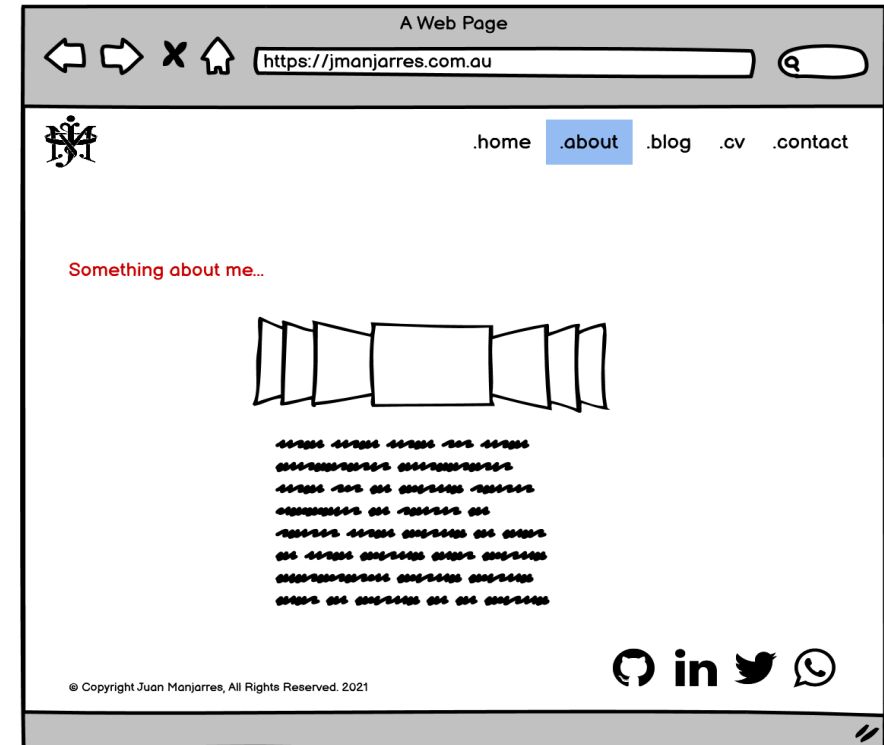 A Web Page
https://jmanjarres.com.au
.home .about .blog .cv .contact
Something about me...
© Copyright Juan Manjarres, All Rights Reserved. 2021
in